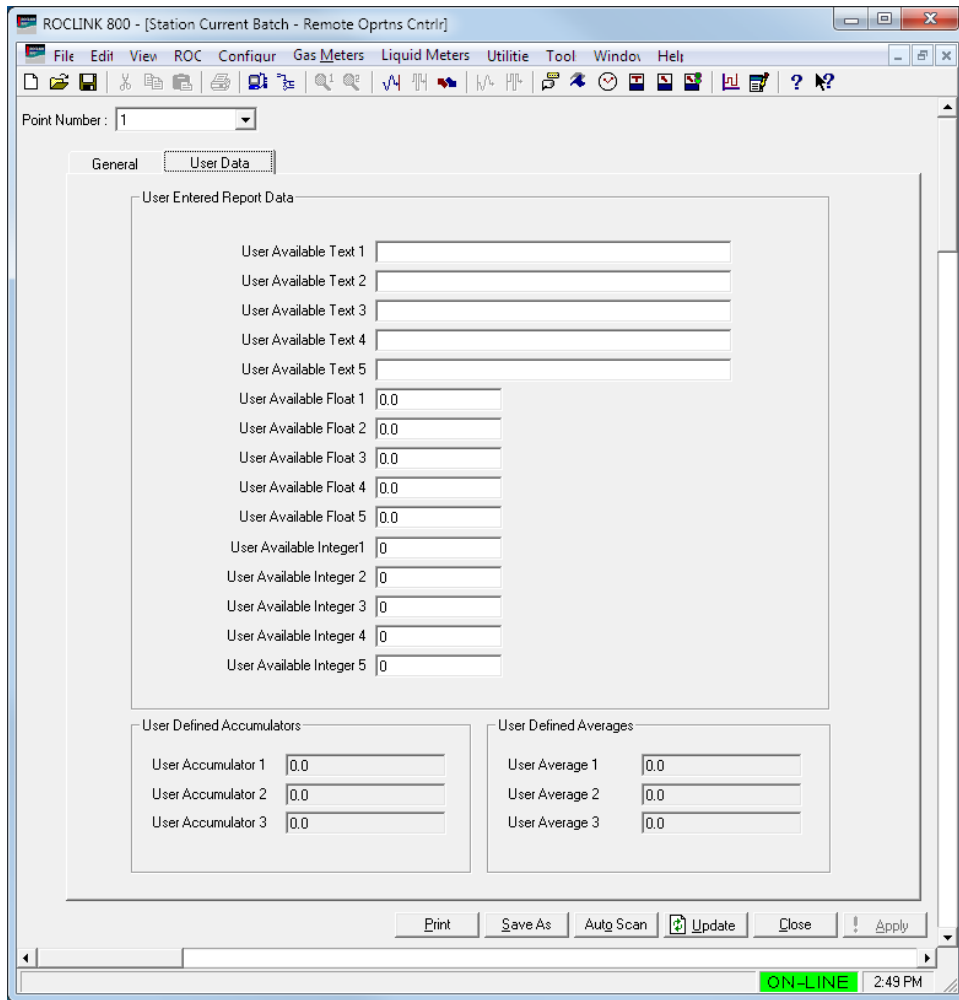 ROCLINK 800 - [Station Current Batch - Remote Oprtns Cntrlr]
File Edit View ROC Configur Gas Meters Liquid Meters Utilitie Tool Window Help
Point Number : 1
General User Data
User Entered Report Data
User Available Text 1
User Available Text 2
User Available Text 3
User Available Text 4
User Available Text 5
User Available Float 1 0.0
User Available Float 2 0.0
User Available Float 3 0.0
User Available Float 4 0.0
User Available Float 5 0.0
User Available Integer1 0
User Available Integer 2 0
User Available Integer 3 0
User Available Integer 4 0
User Available Integer 5 0
User Defined Accumulators
User Accumulator 1 0.0
User Accumulator 2 0.0
User Accumulator 3 0.0
User Defined Averages
User Average 1 0.0
User Average 2 0.0
User Average 3 0.0
Print Save As Auto Scan Update Close ! Apply
ON-LINE 2:49 PM